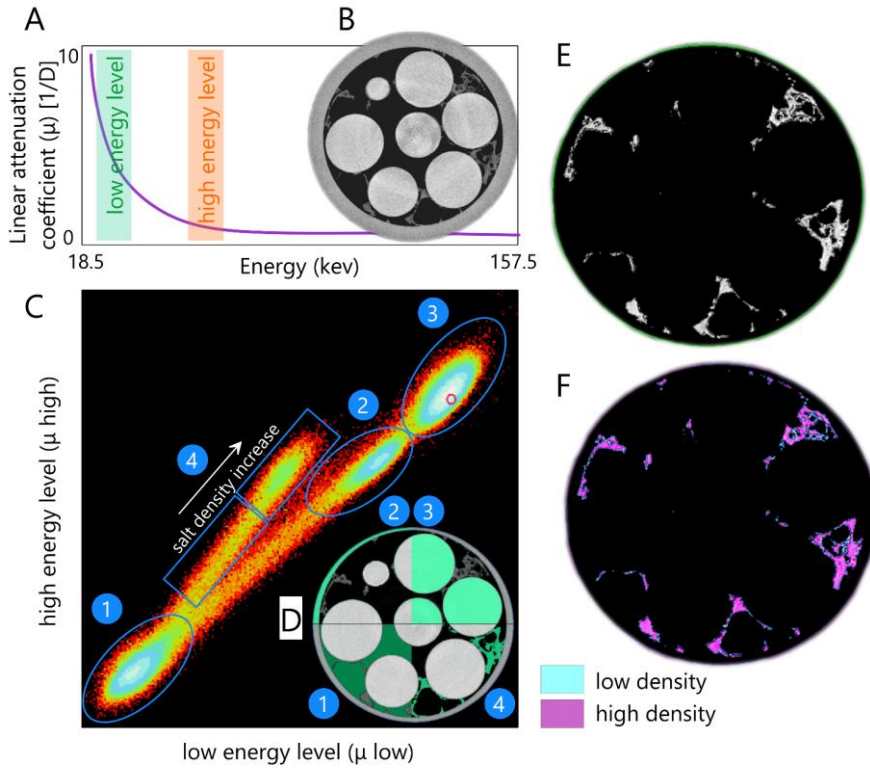 A
B
10
Linear attenuation
coefficient (μ) [1/D]
0
low energy level
high energy level
18.5
Energy (kev)
157.5
C
high energy level (μ high)
3
2
4
salt density increase
1
2 3
D
1
4
low energy level (μ low)
E
F
low density
high density